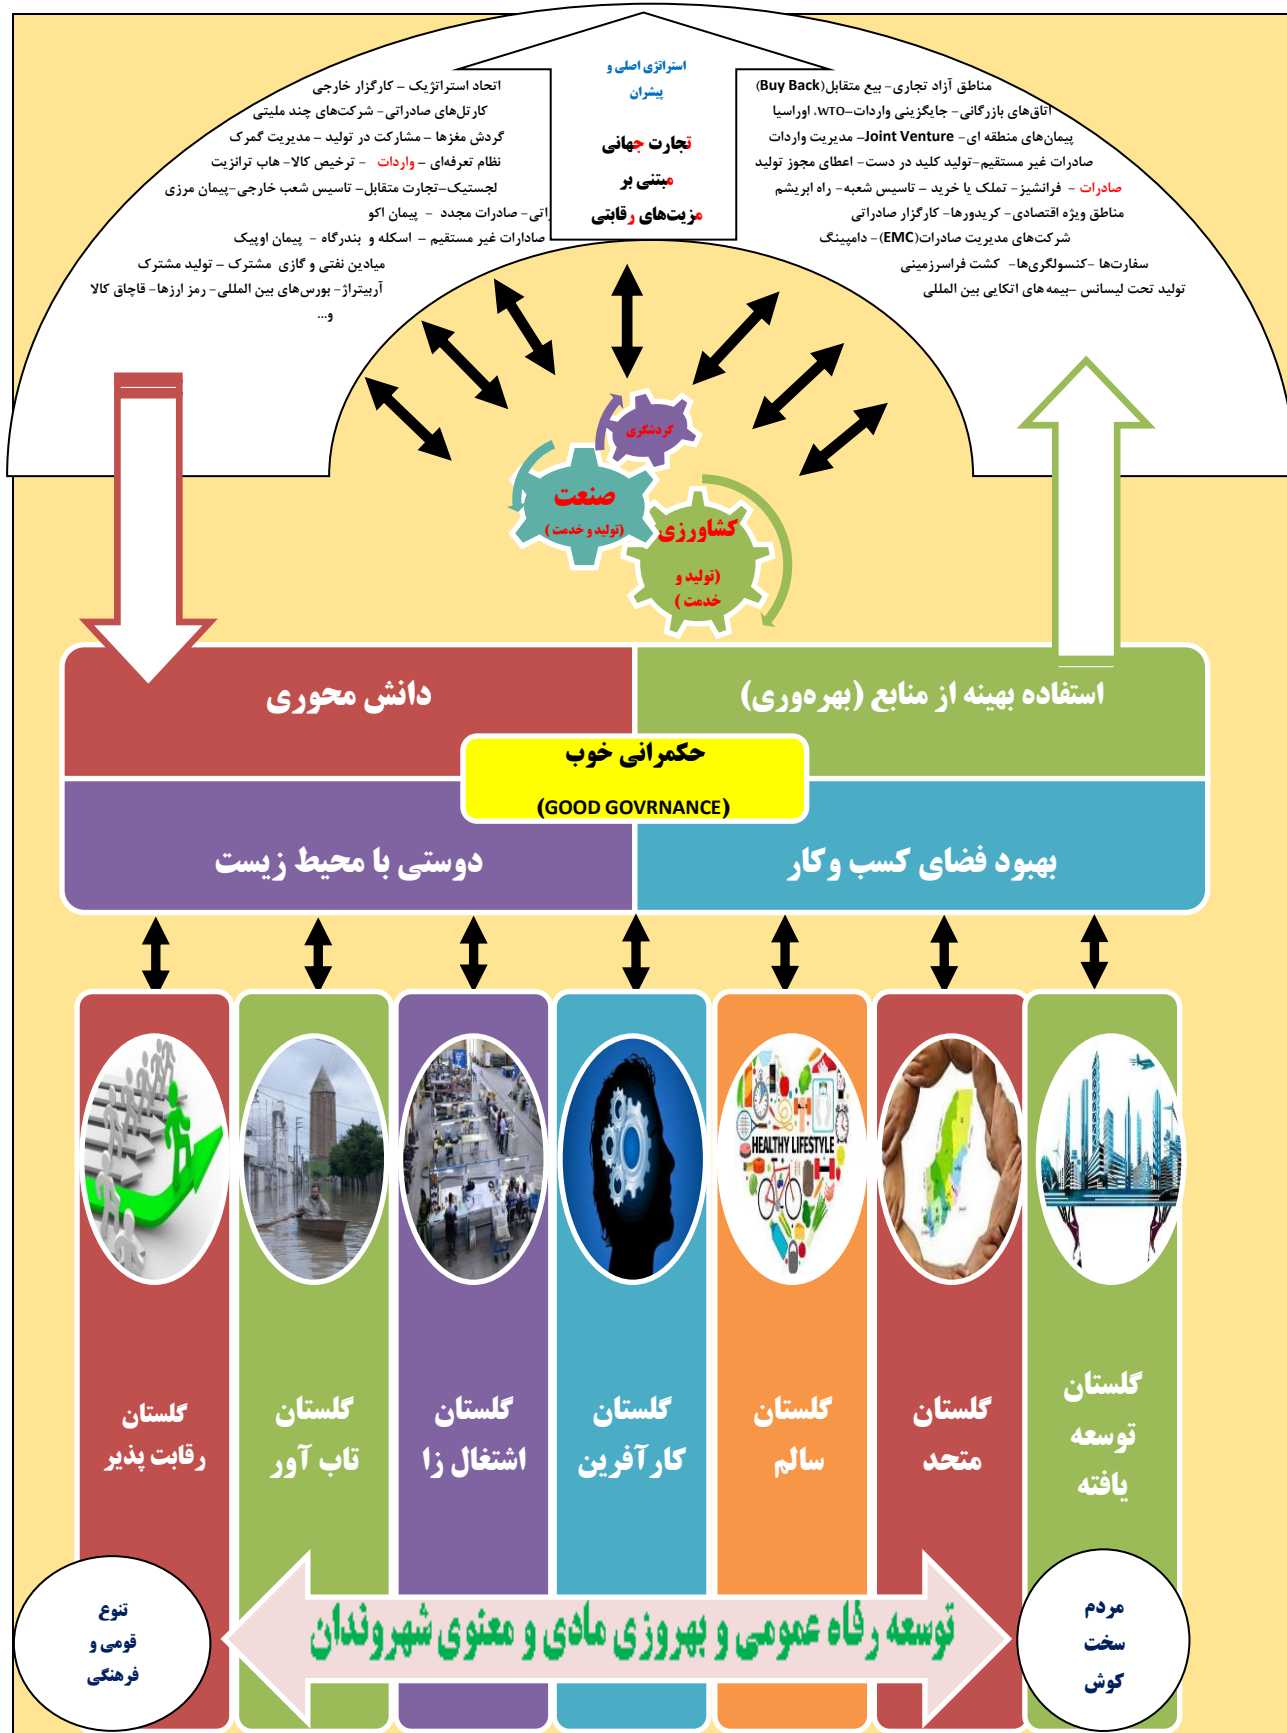 استراتژی اصلی و
پیشران
تجارت جهانی
مبتنی بر
مزیت‌های رقابتی
مناطق آزاد تجاری- بیع متقابل(Buy Back)
اتاق‌های بازرگانی- جایگزینی واردات–WTO، اوراسیا
پیمان‌های منطقه ای- Joint Venture– مدیریت واردات
صادرات غیر مستقیم-تولید کلید در دست- اعطای مجوز تولید
صادرات - فرانشیز- تملک یا خرید – تاسیس شعبه- راه ابریشم
مناطق ویژه اقتصادی- کریدورها- کارگزار صادراتی
شرکت‌های مدیریت صادرات(EMC)- دامپینگ
سفارت‌ها -کنسولگری‌ها- کشت فراسرزمینی
تولید تحت لیسانس –بیمه های اتکایی بین المللی
اتحاد استراتژیک – کارگزار خارجی
کارتل‌های صادراتی- شرکت‌های چند ملیتی
گردش مغزها – مشارکت در تولید – مدیریت گمرک
نظام تعرفه‌ای – واردات - ترخیص کالا- هاب ترانزیت
لجستیک–تجارت متقابل– تاسیس شعب خارجی-پیمان مرزی
راتی- صادرات مجدد - پیمان اکو
صادارات غیر مستقیم – اسکله و بندرگاه - پیمان اوپیک
میادین نفتی و گازی مشترک - تولید مشترک
آربیتراژ- بورس‌های بین المللی- رمز ارزها- قاچاق کالا
و...
گردشگری
صنعت
(تولید و خدمت )
کشاورزی
(تولید و
خدمت )
استفاده بهینه از منابع (بهره‌وری)
دانش محوری
حکمرانی خوب
(GOOD GOVRNANCE)
بهبود فضای کسب وکار
دوستی با محیط زیست
HEALTHY LIFESTYLE
گلستان
توسعه
یافته
گلستان
متحد
گلستان
سالم
گلستان
کارآفرین
گلستان
اشتغال زا
گلستان
تاب آور
گلستان
رقابت پذیر
مردم
سخت
کوش
توسعه رفاه عمومی و بهروزی مادی و معنوی شهروندان
تنوع
قومی و
فرهنگی